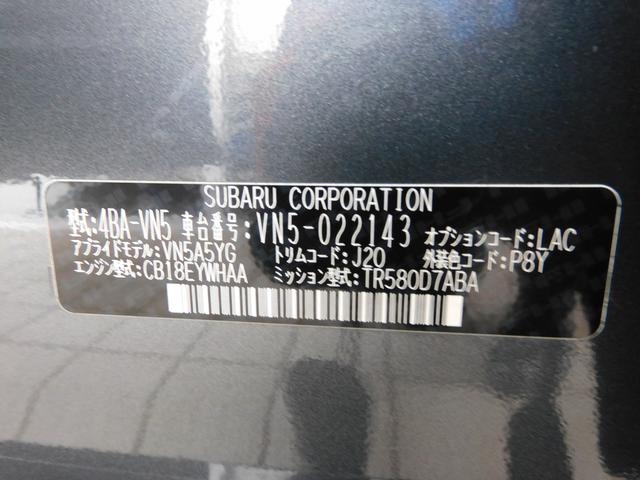 SUBARU CORPORATION
型式:4BA-VN5 車台番号:VN5-022143 オプションコード:LAC
アプライドモデル:VN5A5YG トリムコード:J20 外装色コード:P8Y
エンジン型式:CB18EYWHAA ミッション型式:TR580D7ABA